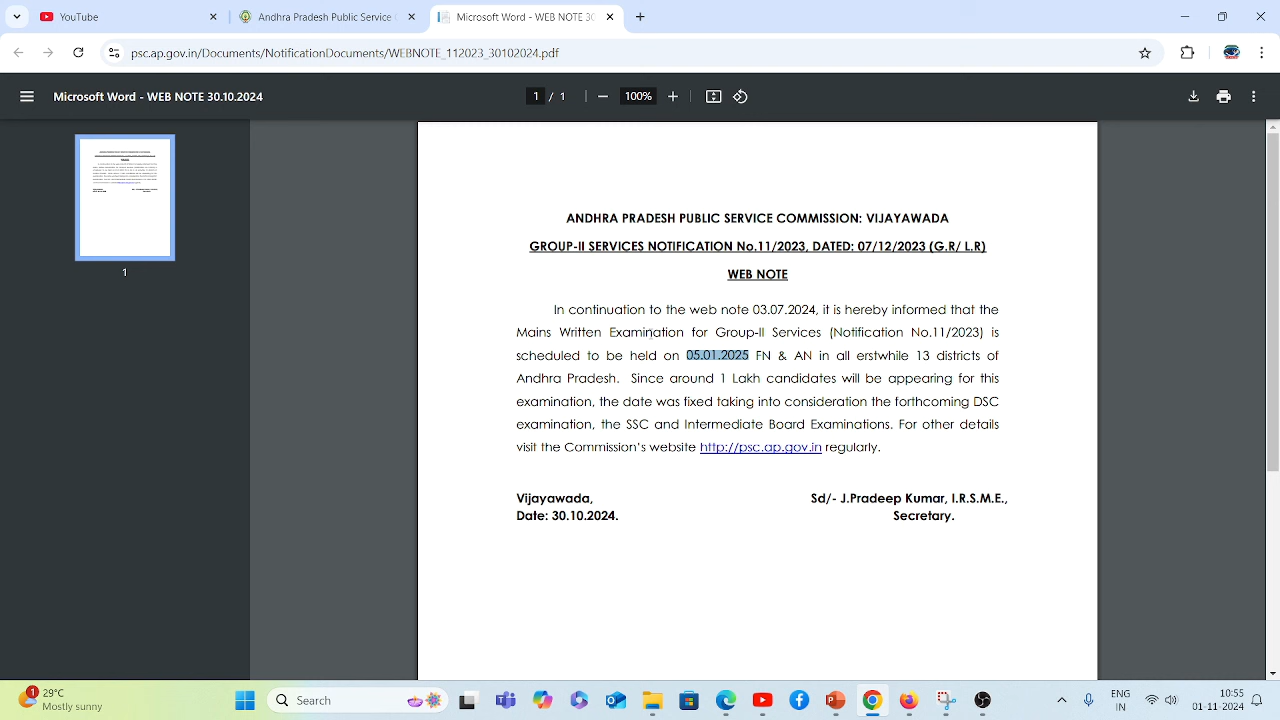 YouTube
Andhra Pradesh Public Service
Microsoft Word - WEB NOTE 30
psc.ap.gov.in/Documents/NotificationDocuments/WEBNOTE_112023_30102024.pdf
Microsoft Word - WEB NOTE 30.10.2024
1 / 1
100%
1
ANDHRA PRADESH PUBLIC SERVICE COMMISSION: VIJAYAWADA
GROUP-II SERVICES NOTIFICATION No.11/2023, DATED: 07/12/2023 (G.R/ L.R)
WEB NOTE
In continuation to the web note 03.07.2024, it is hereby informed that the
Mains Written Examination for Group-II Services (Notification No.11/2023) is
scheduled to be held on 05.01.2025 FN & AN in all erstwhile 13 districts of
Andhra Pradesh. Since around 1 Lakh candidates will be appearing for this
examination, the date was fixed taking into consideration the forthcoming DSC
examination, the SSC and Intermediate Board Examinations. For other details
visit the Commission's website http://psc.ap.gov.in regularly.
Vijayawada,
Date: 30.10.2024.
Sd/- J.Pradeep Kumar, I.R.S.M.E.,
Secretary.
1
29°C
Mostly sunny
Search
ENG
IN
10:55
01-11-2024